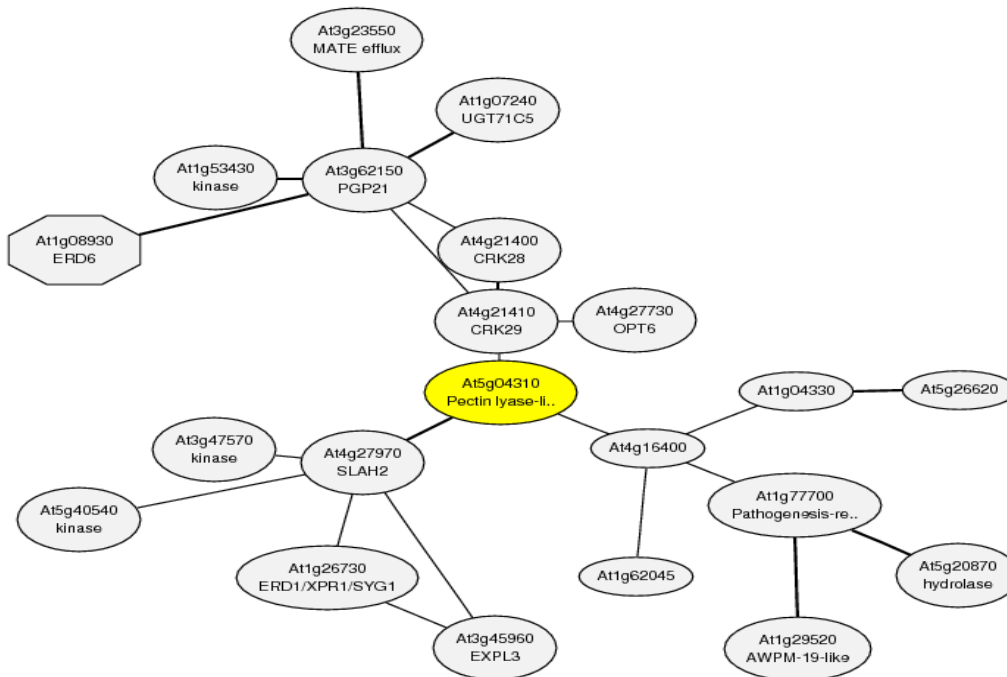 At3g23550
MATE efflux
At1g07240
UGT71C5
At1g53430
kinase
At3g62150
PGP21
At1g08930
ERD6
At4g21400
CRK28
At4g21410
CRK29
At4g27730
OPT6
At5g04310
Pectin lyase-li..
At1g04330
At5g26620
At3g47570
kinase
At4g27970
SLAH2
At4g16400
At5g40540
kinase
At1g77700
Pathogenesis-re..
At1g26730
ERD1/XPR1/SYG1
At1g62045
At5g20870
hydrolase
At3g45960
EXPL3
At1g29520
AWPM-19-like